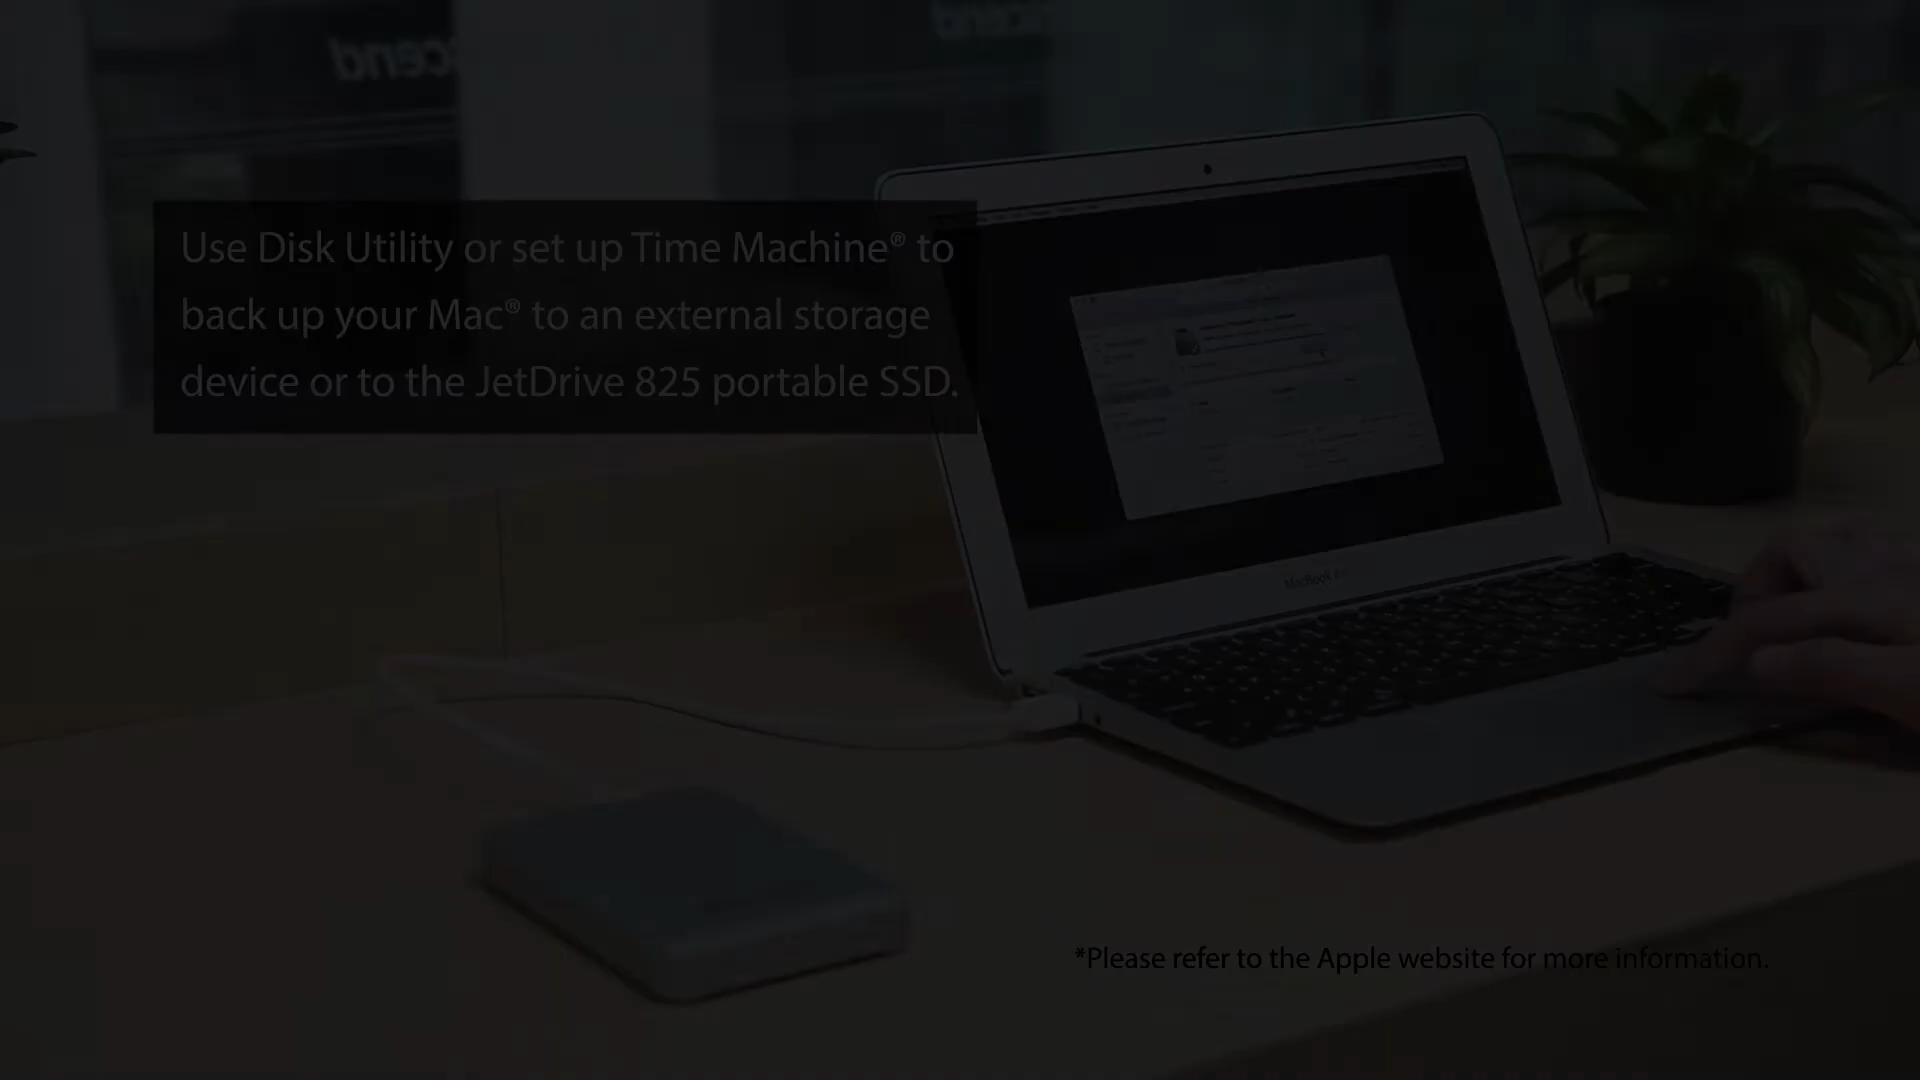 Use Disk Utility or set up Time Machine® to
back up your Mac® to an external storage
device or to the JetDrive 825 portable SSD.
MacBook
*Please refer to the Apple website for more information.